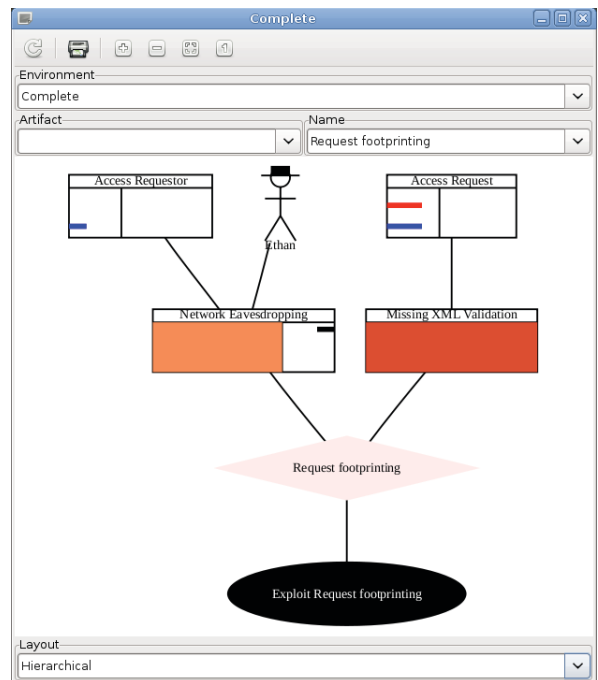 Complete
Environment
Complete
Artifact
Name
Request footprinting
Access Requestor
Access Request
Ethan
Network Eavesdropping
Missing XML Validation
Request footprinting
Exploit Request footprinting
Layout
Hierarchical